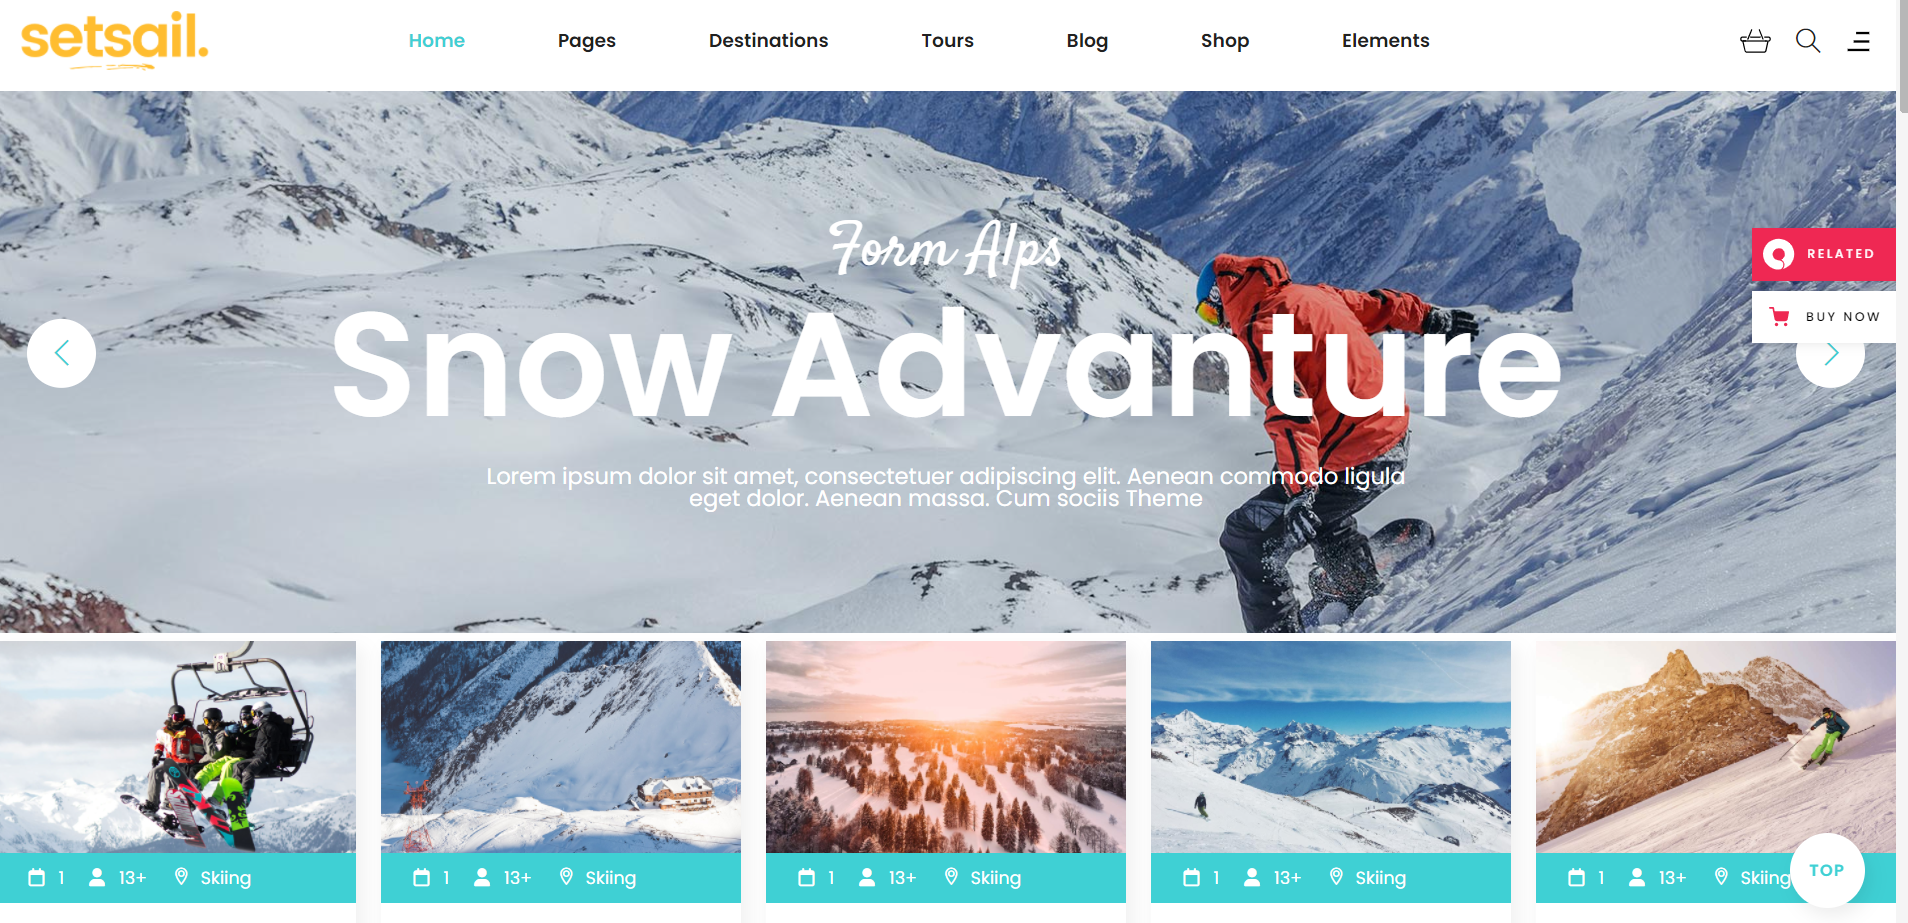 setsail.
Home Pages Destinations Tours Blog Shop Elements
Form Alps
RELATED
BUY NOW
Snow Advanture
Lorem ipsum dolor sit amet, consectetuer adipiscing elit. Aenean commodo ligula
eget dolor. Aenean massa. Cum sociis Theme
1 13+ Skiing
1 13+ Skiing
1 13+ Skiing
1 13+ Skiing
1 13+ Skiing
TOP